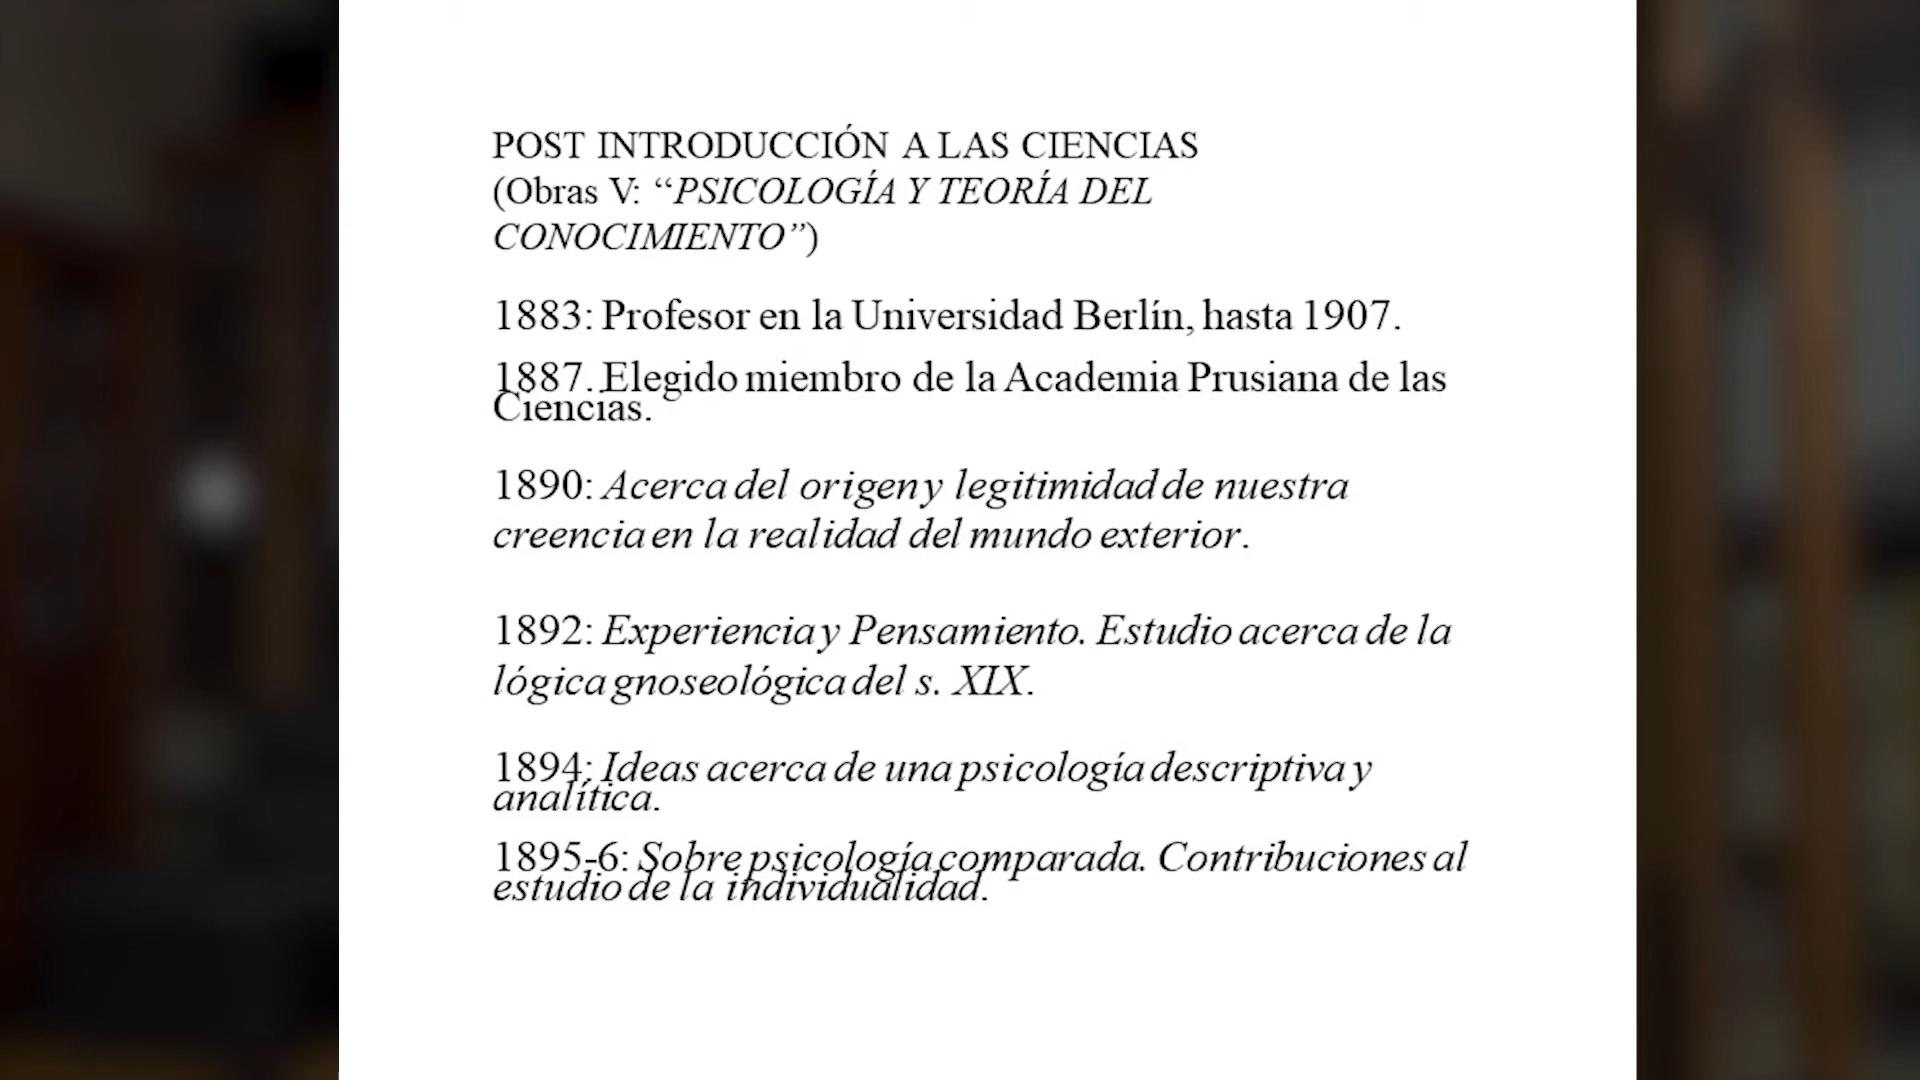 POST INTRODUCCIÓN A LAS CIENCIAS
(Obras V: “PSICOLOGÍA Y TEORÍA DEL
CONOCIMIENTO”)
1883: Profesor en la Universidad Berlín, hasta 1907.
1887. Elegido miembro de la Academia Prusiana de las
Ciencias.
1890: Acerca del origen y legitimidad de nuestra
creencia en la realidad del mundo exterior.
1892: Experiencia y Pensamiento. Estudio acerca de la
lógica gnoseológica del s. XIX.
1894: Ideas acerca de una psicología descriptiva y
analítica.
1895-6: Sobre psicología comparada. Contribuciones al
estudio de la individualidad.